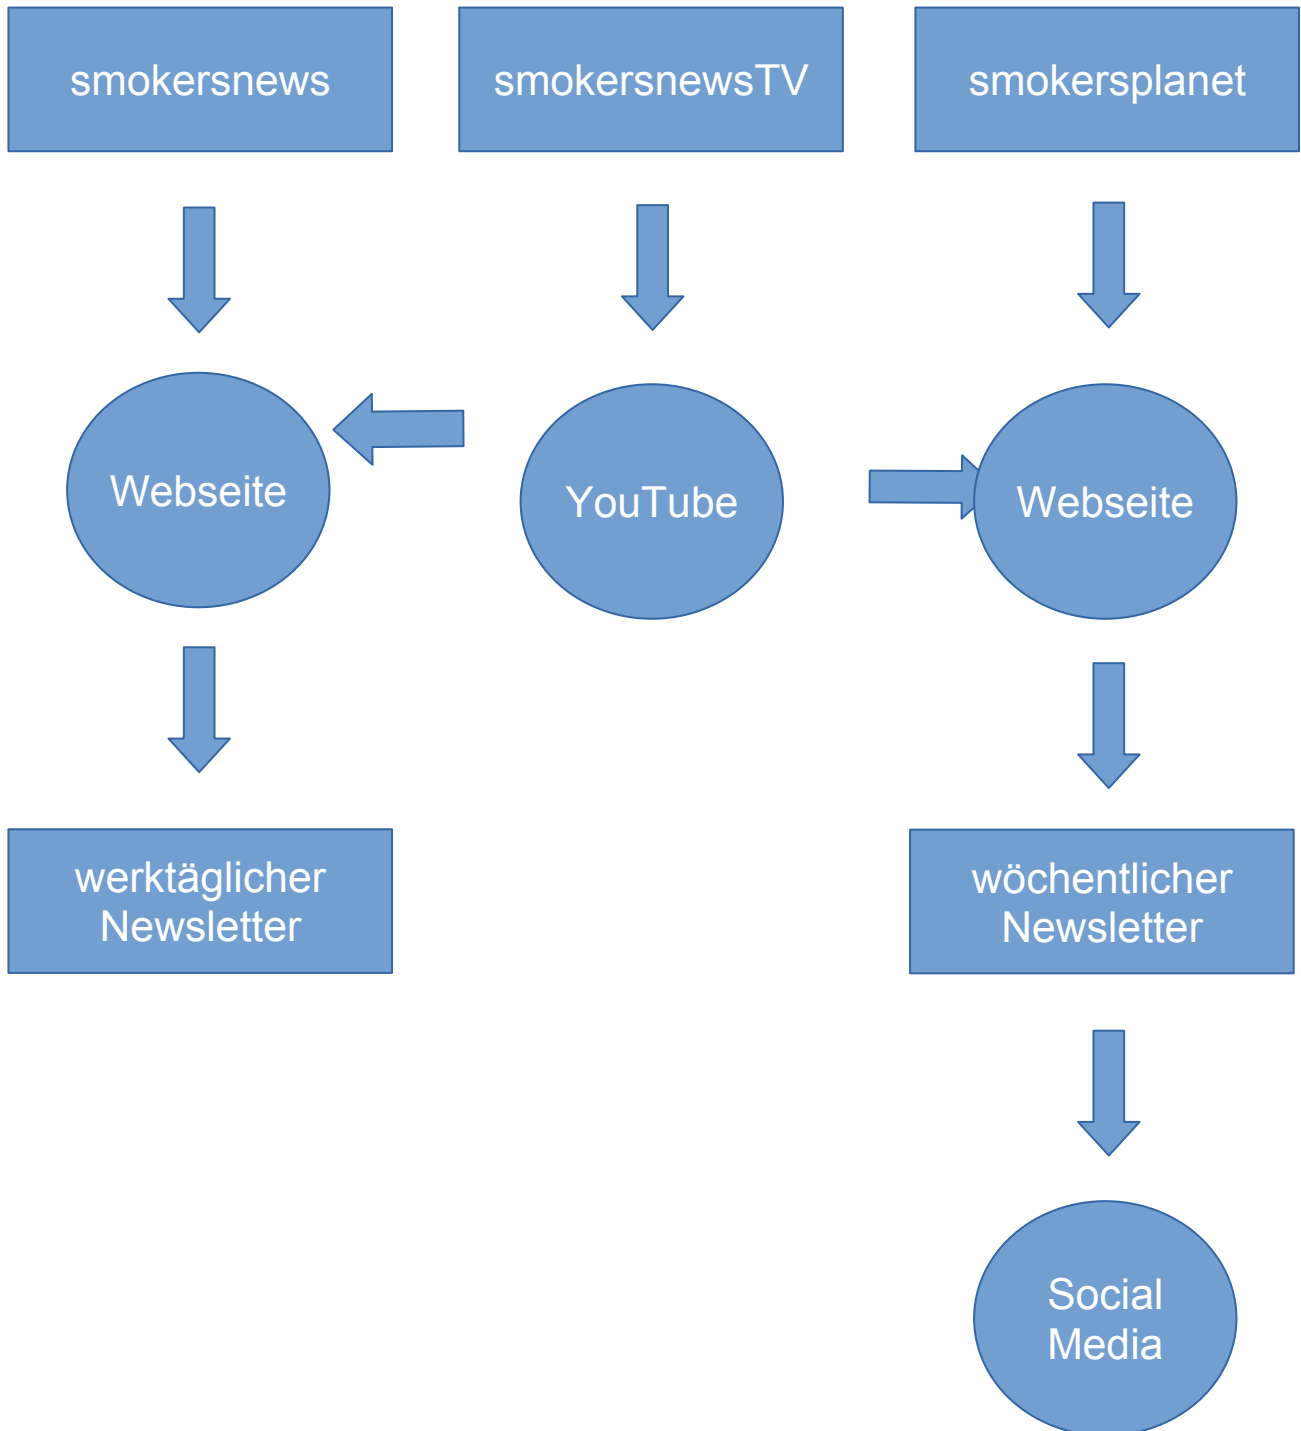 smokersnews
smokersnewsTV
smokersplanet
Webseite
YouTube
Webseite
werktäglicher
Newsletter
wöchentlicher
Newsletter
Social
Media